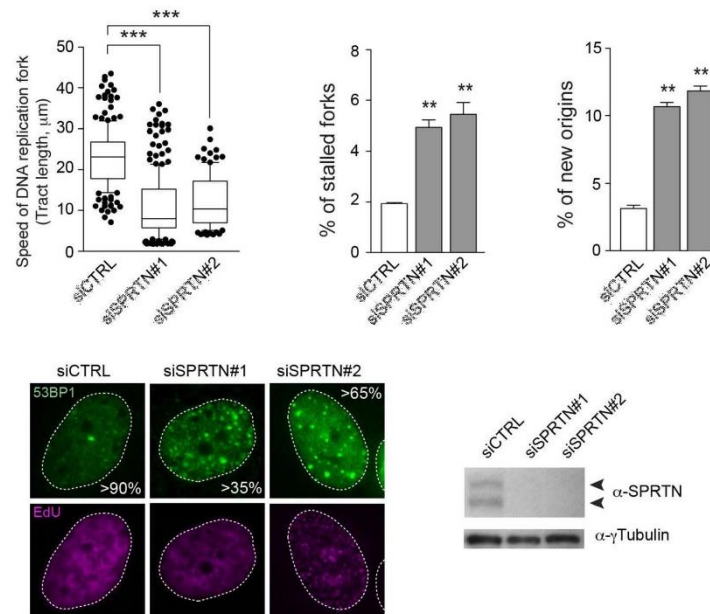 ***
***
Speed of DNA replication fork
(Tract length, μm)
50
40
30
20
10
0
siCTRL
siSPRTN#1
siSPRTN#2
% of stalled forks
8
6
4
2
0
**
**
siCTRL
siSPRTN#1
siSPRTN#2
% of new origins
15
10
5
0
**
**
siCTRL
siSPRTN#1
siSPRTN#2
siCTRL siSPRTN#1 siSPRTN#2
53BP1
>90%
>35%
>65%
EdU
siCTRL
siSPRTN#1
siSPRTN#2
α-SPRTN
α-γTubulin